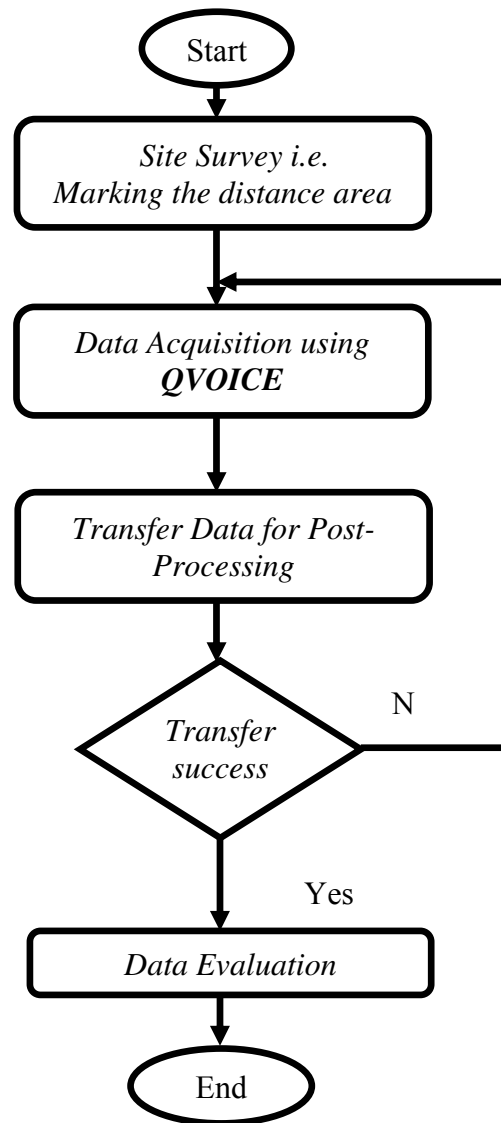 Start
Site Survey i.e.
Marking the distance area
Data Acquisition using
QVOICE
Transfer Data for Post-
Processing
Transfer
success
N
Yes
Data Evaluation
End